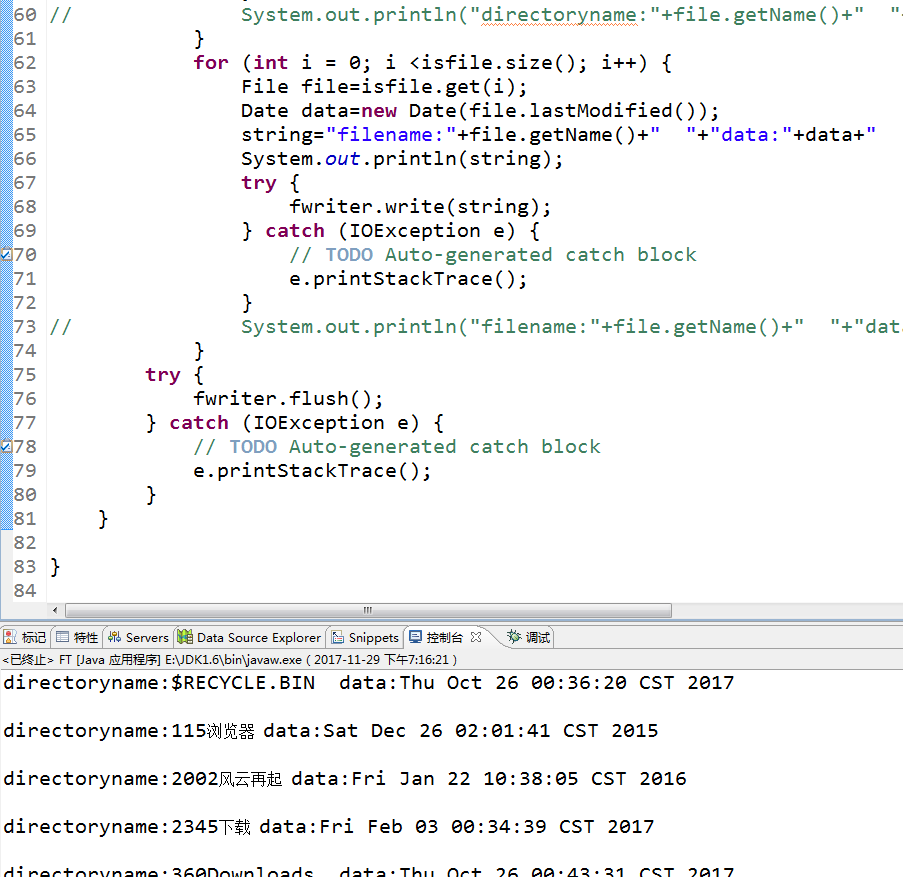 60 //              System.out.println("directoryname:"+file.getName()+"  "
61             }
62             for (int i = 0; i <isfile.size(); i++) {
63                 File file=isfile.get(i);
64                 Date data=new Date(file.lastModified());
65                 string="filename:"+file.getName()+"  "+"data:"+data+"
66                 System.out.println(string);
67                 try {
68                     fwriter.write(string);
69                 } catch (IOException e) {
70                     // TODO Auto-generated catch block
71                     e.printStackTrace();
72                 }
73 //              System.out.println("filename:"+file.getName()+"  "+"dat
74             }
75         try {
76             fwriter.flush();
77         } catch (IOException e) {
78             // TODO Auto-generated catch block
79             e.printStackTrace();
80         }
81     }
82
83 }
84
标记 特性 Servers Data Source Explorer Snippets 控制台 调试
<已终止> FT [Java 应用程序] E:\JDK1.6\bin\javaw.exe ( 2017-11-29 下午7:16:21 )
directoryname:$RECYCLE.BIN  data:Thu Oct 26 00:36:20 CST 2017
directoryname:115浏览器 data:Sat Dec 26 02:01:41 CST 2015
directoryname:2002风云再起 data:Fri Jan 22 10:38:05 CST 2016
directoryname:2345下载 data:Fri Feb 03 00:34:39 CST 2017
directoryname:360Downloads  data:Thu Oct 26 00:43:31 CST 2017